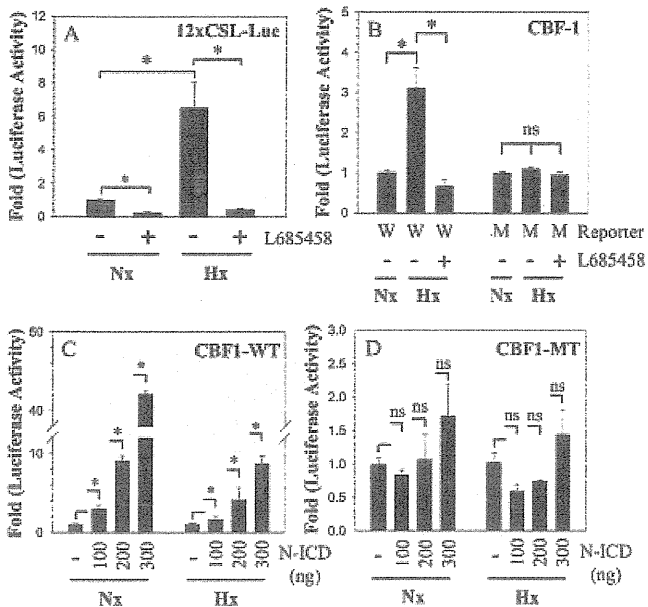 A
12xCSL-Luc
Fold (Luciferase Activity)
12
10
8
6
4
2
0
*
*
*
- + - + L685458
Nx Hx
B
CBF-1
Fold (Luciferase Activity)
5
4
3
2
1
0
*
*
ns
W W W M M M Reporter
- - + - - + L685458
Nx Hx Nx Hx
C
CBF1-WT
Fold (Luciferase Activity)
60
40
10
0
*
*
*
*
*
*
- 100 200 300 - 100 200 300 N-ICD
(ng)
Nx Hx
D
CBF1-MT
Fold (Luciferase Activity)
3.0
2.5
2.0
1.5
1.0
0.5
0.0
ns
ns
ns
ns
ns
ns
- 100 200 300 - 100 200 300 N-ICD
(ng)
Nx Hx